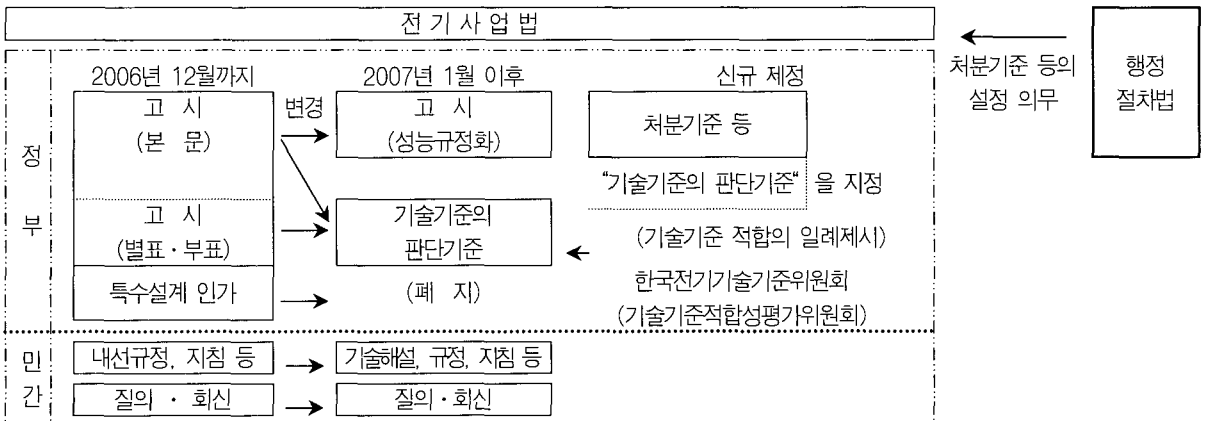 전 기 사 업 법
처분기준 등의
설정 의무
행정
절차법
2006년 12월까지
2007년 1월 이후
신규 제정
정
부
고 시
(본 문)
변경
고 시
(성능규정화)
처분기준 등
"기술기준의 판단기준" 을 지정
고 시
(별표·부표)
기술기준의
판단기준
(기술기준 적합의 일례제시)
특수설계 인가
(폐 지)
한국전기기술기준위원회
(기술기준적합성평가위원회)
민
간
내선규정, 지침 등
기술해설, 규정, 지침 등
질의 · 회신
질의·회신